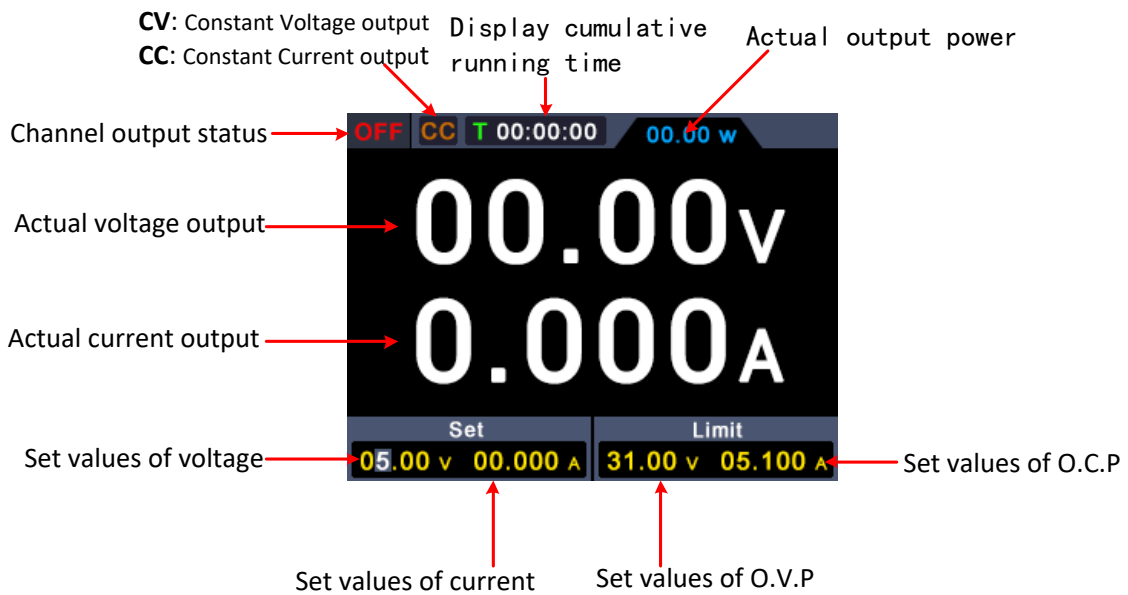 CV: Constant Voltage output
CC: Constant Current output
Display cumulative
running time
Actual output power
Channel output status
OFF CC T 00:00:00 00.00 W
Actual voltage output
00.00V
Actual current output
0.000A
Set Limit
Set values of voltage
05.00 V 00.000 A 31.00 V 05.100 A
Set values of O.C.P
Set values of current
Set values of O.V.P